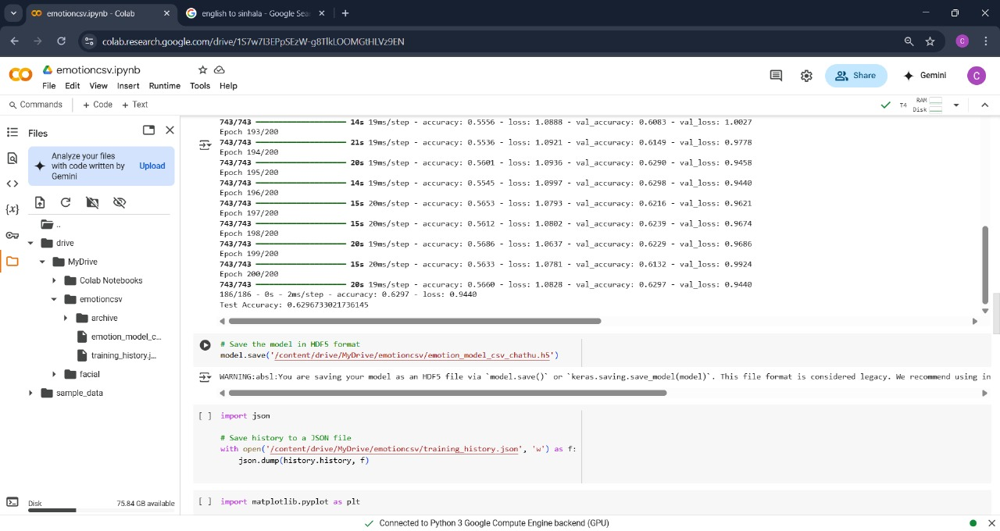 emotioncsv.ipynb - Colab
english to sinhala - Google Sea
colab.research.google.com/drive/1S7w7I3EPpSEzW-g8TlkLOOMGtHLVz9EN
C
emotioncsv.ipynb
File Edit View Insert Runtime Tools Help
Share
Gemini
C
Commands + Code + Text
T4 RAM
Disk
Files
Analyze your files
with code written by
Gemini
Upload
{x}
..
drive
MyDrive
Colab Notebooks
emotioncsv
archive
emotion_model_c...
training_history.j...
facial
sample_data
Disk 75.84 GB available
743/743 14s 19ms/step - accuracy: 0.5556 - loss: 1.0888 - val_accuracy: 0.6083 - val_loss: 1.0027
Epoch 193/200
743/743 21s 19ms/step - accuracy: 0.5536 - loss: 1.0921 - val_accuracy: 0.6149 - val_loss: 0.9778
Epoch 194/200
743/743 20s 19ms/step - accuracy: 0.5601 - loss: 1.0936 - val_accuracy: 0.6290 - val_loss: 0.9458
Epoch 195/200
743/743 14s 19ms/step - accuracy: 0.5545 - loss: 1.0997 - val_accuracy: 0.6298 - val_loss: 0.9440
Epoch 196/200
743/743 15s 20ms/step - accuracy: 0.5653 - loss: 1.0793 - val_accuracy: 0.6216 - val_loss: 0.9621
Epoch 197/200
743/743 15s 20ms/step - accuracy: 0.5612 - loss: 1.0802 - val_accuracy: 0.6239 - val_loss: 0.9674
Epoch 198/200
743/743 20s 19ms/step - accuracy: 0.5686 - loss: 1.0637 - val_accuracy: 0.6229 - val_loss: 0.9686
Epoch 199/200
743/743 15s 20ms/step - accuracy: 0.5633 - loss: 1.0781 - val_accuracy: 0.6132 - val_loss: 0.9924
Epoch 200/200
743/743 20s 19ms/step - accuracy: 0.5660 - loss: 1.0828 - val_accuracy: 0.6297 - val_loss: 0.9440
186/186 - 0s - 2ms/step - accuracy: 0.6297 - loss: 0.9440
Test Accuracy: 0.6296733021736145
# Save the model in HDF5 format
model.save('/content/drive/MyDrive/emotioncsv/emotion_model_csv_chathu.h5')
WARNING:absl:You are saving your model as an HDF5 file via `model.save()` or `keras.saving.save_model(model)`. This file format is considered legacy. We recommend using in
[ ] import json
# Save history to a JSON file
with open('/content/drive/MyDrive/emotioncsv/training_history.json', 'w') as f:
json.dump(history.history, f)
[ ] import matplotlib.pyplot as plt
Connected to Python 3 Google Compute Engine backend (GPU)